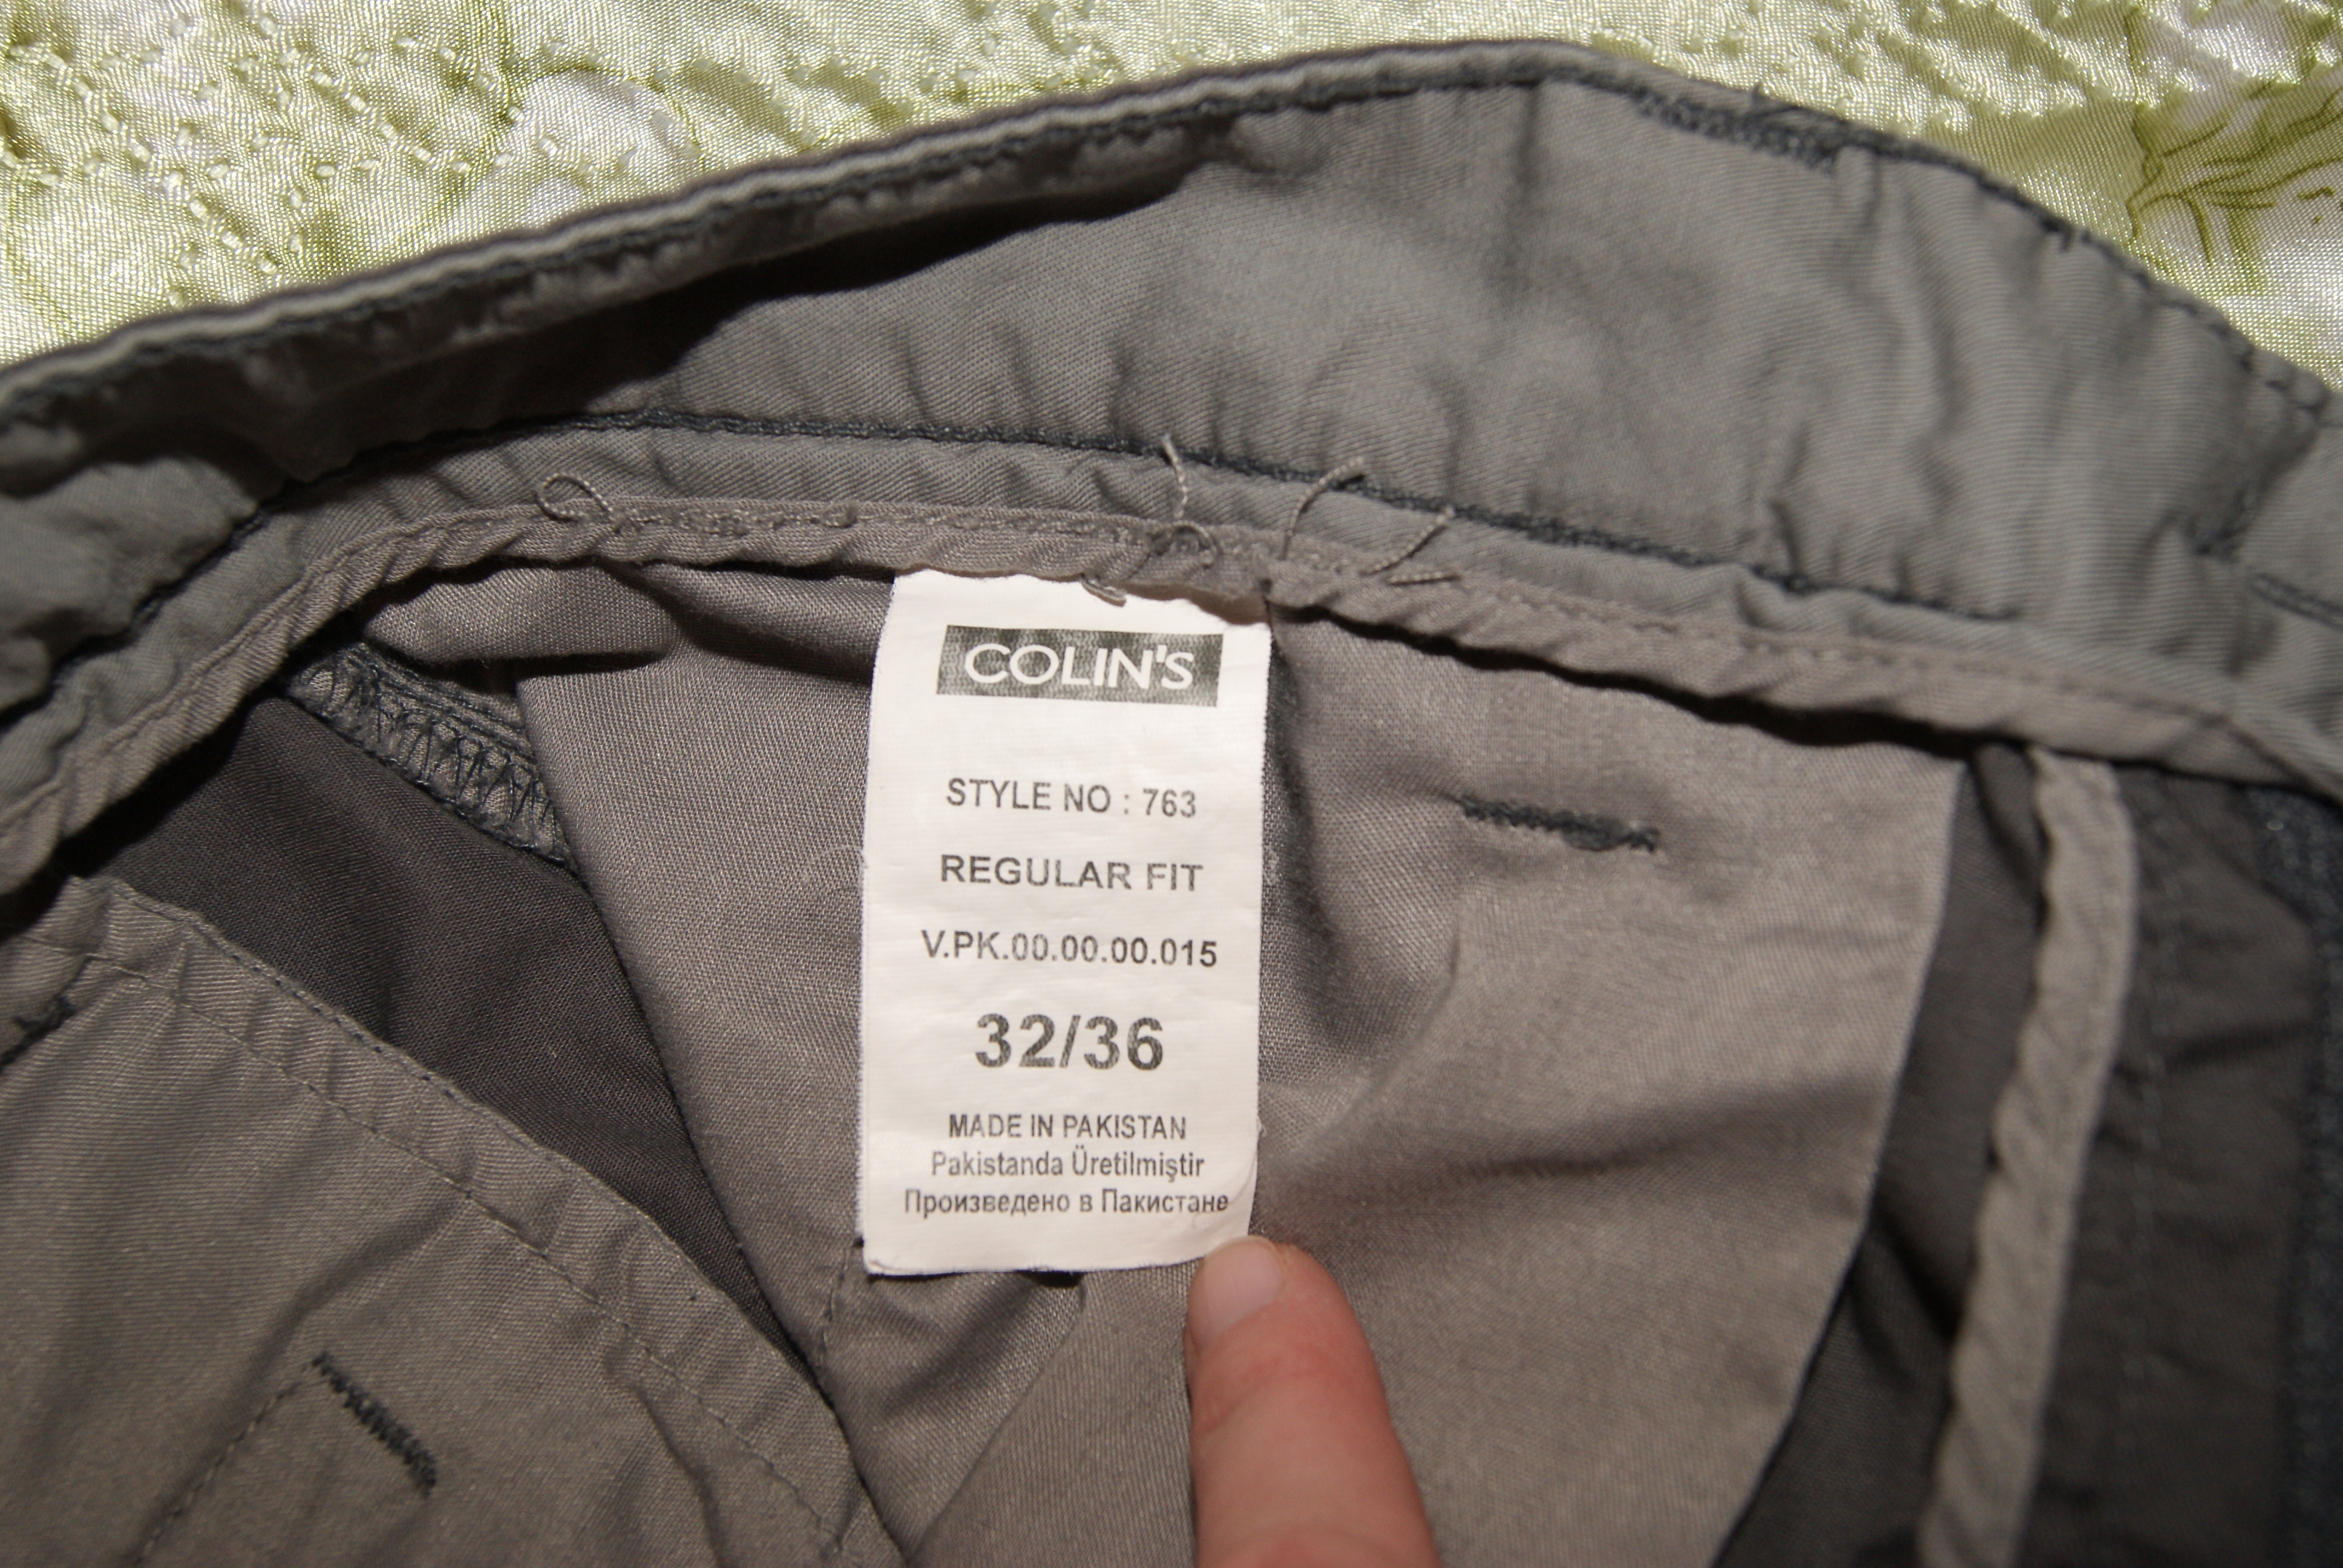 COLIN'S
STYLE NO : 763
REGULAR FIT
V.PK.00.00.00.015
32/36
MADE IN PAKISTAN
Pakistanda Üretilmiştir
Произведено в Пакистане